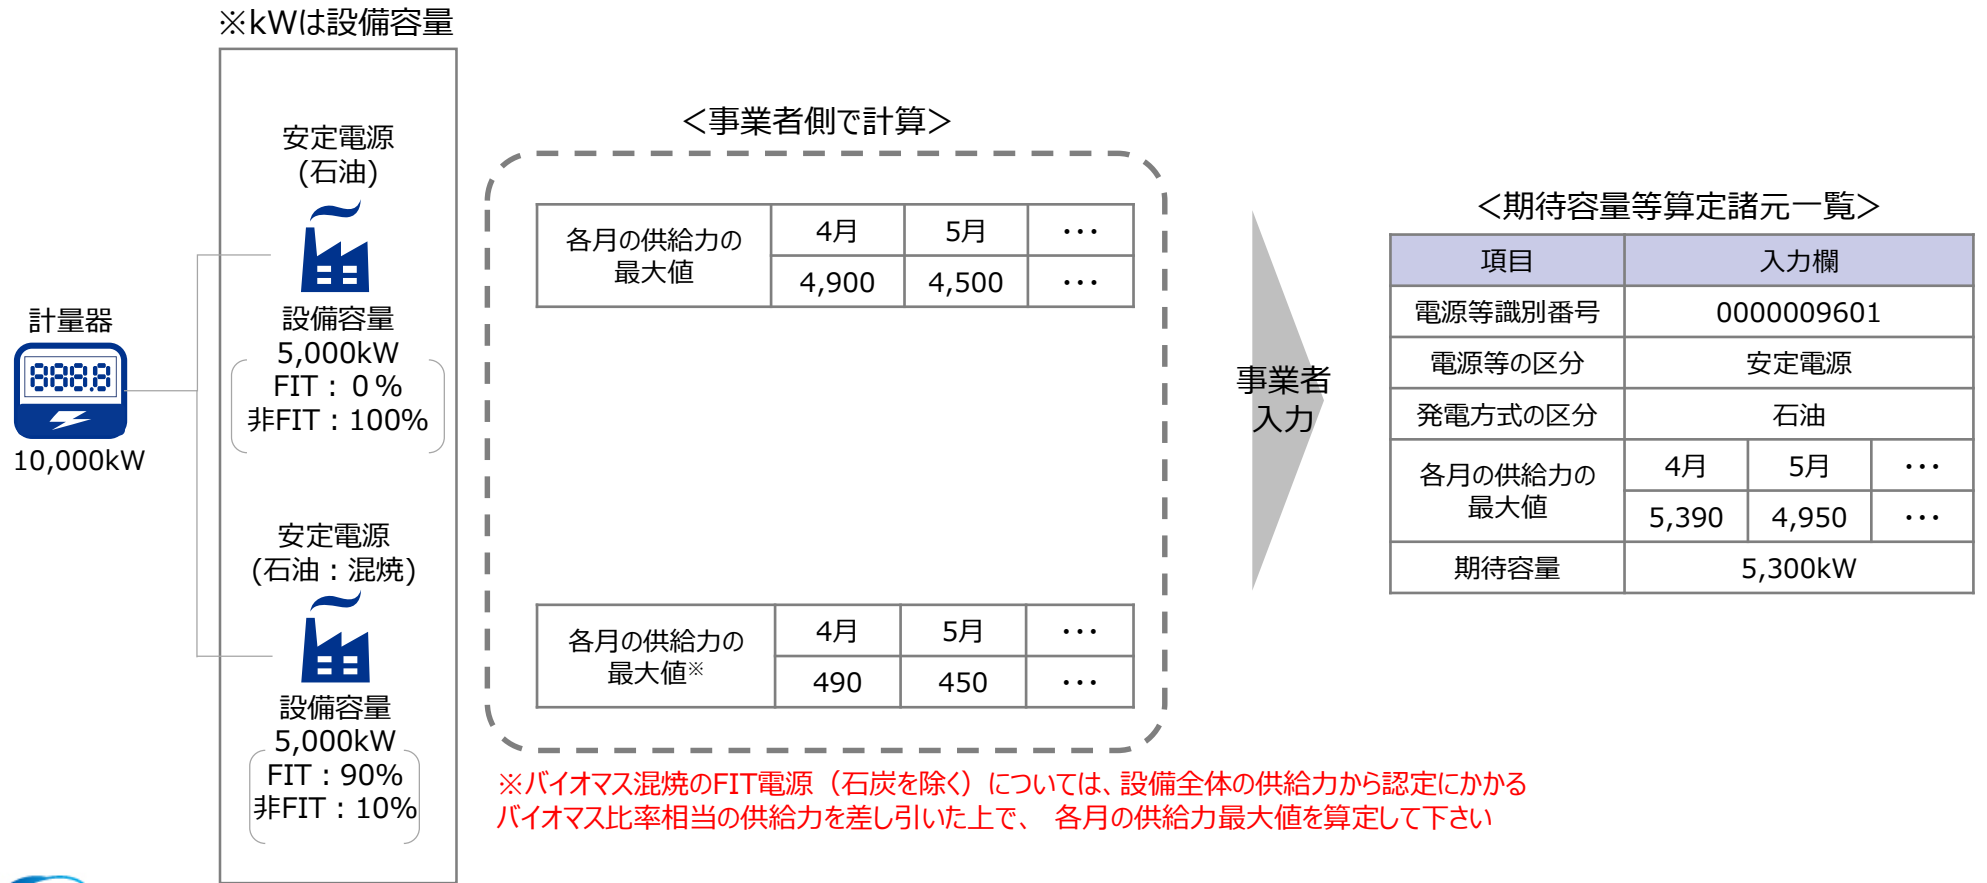 ※kWは設備容量
安定電源
(石油)
設備容量
5,000kW
FIT：0％
非FIT：100%
計量器
888.8
10,000kW
安定電源
(石油：混焼)
設備容量
5,000kW
FIT：90%
非FIT：10%
＜事業者側で計算＞
各月の供給力の
最大値
4月 5月 ･･･
4,900 4,500 ･･･
各月の供給力の
最大値※
4月 5月 ･･･
490 450 ･･･
※バイオマス混焼のFIT電源（石炭を除く）については、設備全体の供給力から認定にかかる
バイオマス比率相当の供給力を差し引いた上で、 各月の供給力最大値を算定して下さい
事業者
入力
＜期待容量等算定諸元一覧＞
項目 入力欄
電源等識別番号 0000009601
電源等の区分 安定電源
発電方式の区分 石油
各月の供給力の
最大値
4月 5月 ･･･
5,390 4,950 ･･･
期待容量 5,300kW